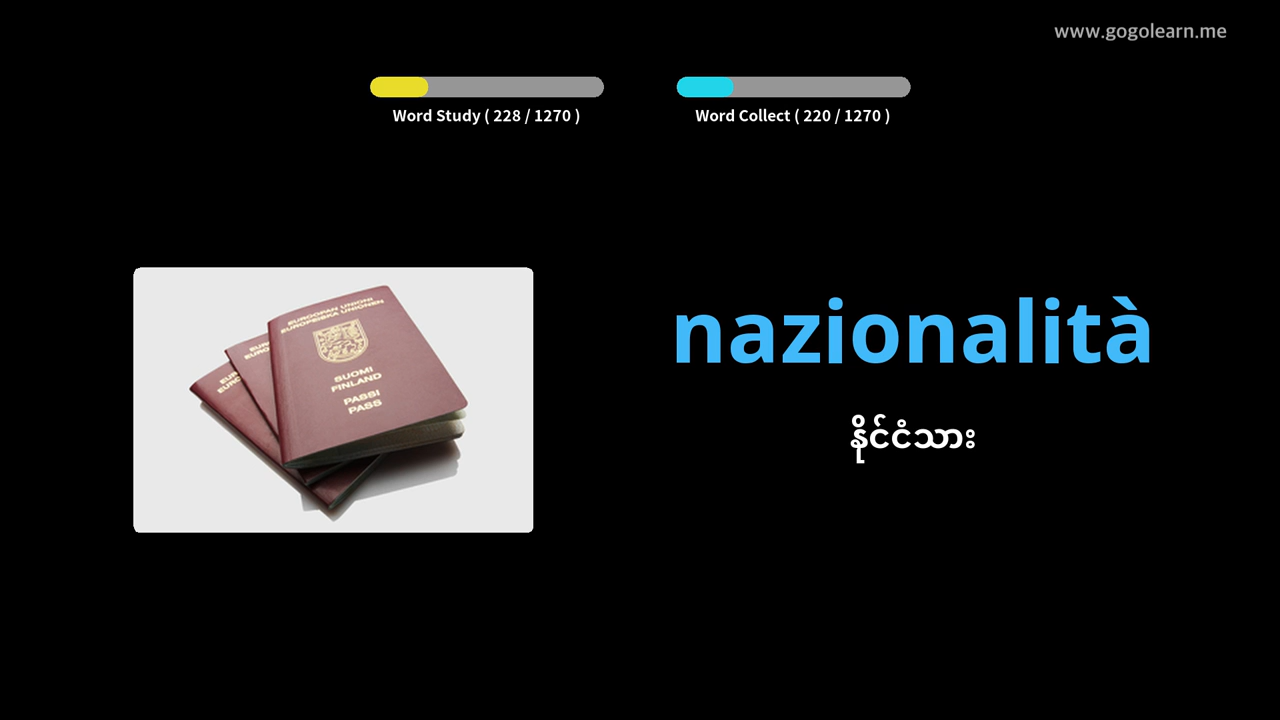 www.gogolearn.me
Word Study ( 228 / 1270 )
Word Collect ( 220 / 1270 )
EUROOPAN UNIONI
EUROPEISKA UNIONEN
SUOMI
FINLAND
PASSI
PASS
nazionalità
နိုင်ငံသား